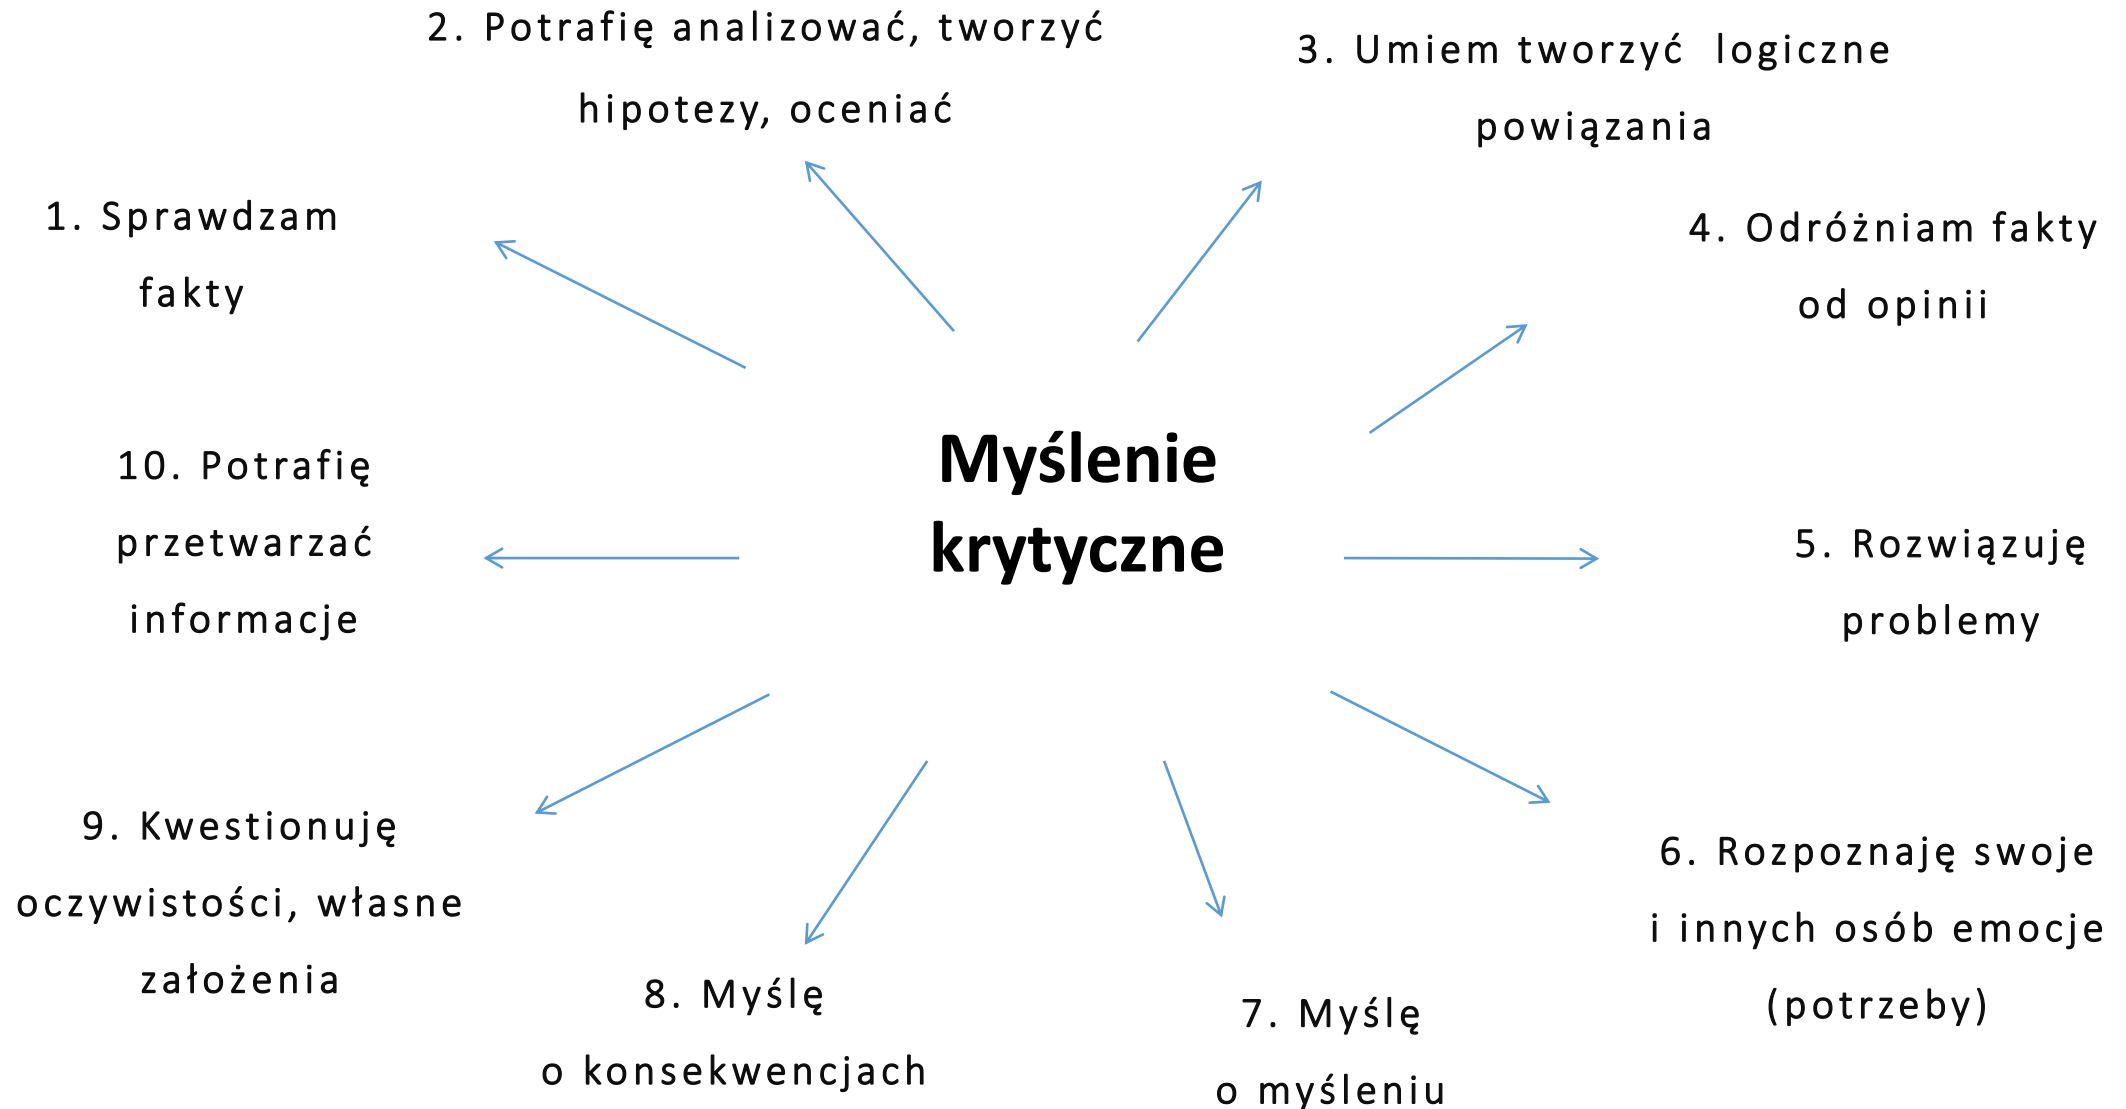 2. Potrafię analizować, tworzyć
hipotezy, oceniać
3. Umiem tworzyć logiczne
powiązania
1. Sprawdzam
fakty
4. Odróżniam fakty
od opinii
Myślenie
krytyczne
10. Potrafię
przetwarzać
informacje
5. Rozwiązuję
problemy
9. Kwestionuję
oczywistości, własne
założenia
6. Rozpoznaję swoje
i innych osób emocje
(potrzeby)
8. Myślę
o konsekwencjach
7. Myślę
o myśleniu